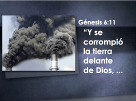 Génesis 6:11
"Y se
corrompió
la tierra
delante
de Dios, ...